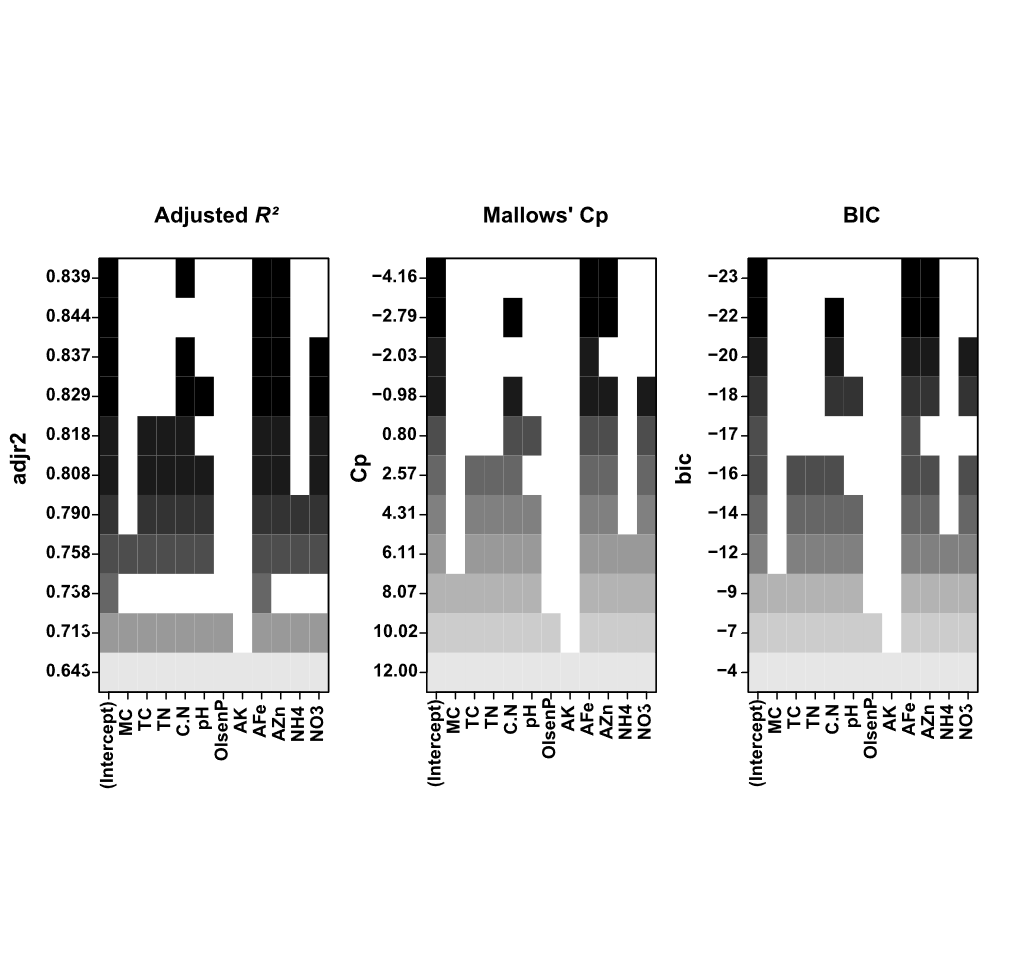 Adjusted R²
Mallows' Cp
BIC
adjr2
0.839
0.844
0.837
0.829
0.818
0.808
0.790
0.758
0.738
0.713
0.643
(Intercept)
MC
TC
TN
C.N
pH
OlsenP
AK
AFe
AZn
NH4
NO3
Cp
−4.16
−2.79
−2.03
−0.98
0.80
2.57
4.31
6.11
8.07
10.02
12.00
(Intercept)
MC
TC
TN
C.N
pH
OlsenP
AK
AFe
AZn
NH4
NO3
bic
−23
−22
−20
−18
−17
−16
−14
−12
−9
−7
−4
(Intercept)
MC
TC
TN
C.N
pH
OlsenP
AK
AFe
AZn
NH4
NO3